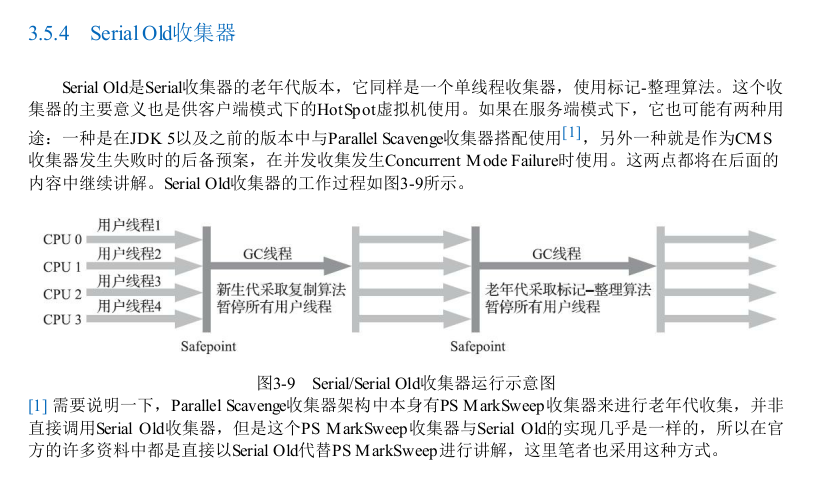 3.5.4 Serial Old收集器
Serial Old是Serial收集器的老年代版本，它同样是一个单线程收集器，使用标记-整理算法。这个收
集器的主要意义也是供客户端模式下的HotSpot虚拟机使用。如果在服务端模式下，它也可能有两种用
途：一种是在JDK 5以及之前的版本中与Parallel Scavenge收集器搭配使用[1]，另外一种就是作为CMS
收集器发生失败时的后备预案，在并发收集发生Concurrent Mode Failure时使用。这两点都将在后面的
内容中继续讲解。Serial Old收集器的工作过程如图3-9所示。
用户线程1
CPU 0
用户线程2
CPU 1
用户线程3
CPU 2
用户线程4
CPU 3
GC线程
新生代采取复制算法
暂停所有用户线程
Safepoint
GC线程
老年代采取标记-整理算法
暂停所有用户线程
Safepoint
图3-9 Serial/Serial Old收集器运行示意图
[1] 需要说明一下，Parallel Scavenge收集器架构中本身有PS MarkSweep收集器来进行老年代收集，并非
直接调用Serial Old收集器，但是这个PS MarkSweep收集器与Serial Old的实现几乎是一样的，所以在官
方的许多资料中都是直接以Serial Old代替PS MarkSweep进行讲解，这里笔者也采用这种方式。